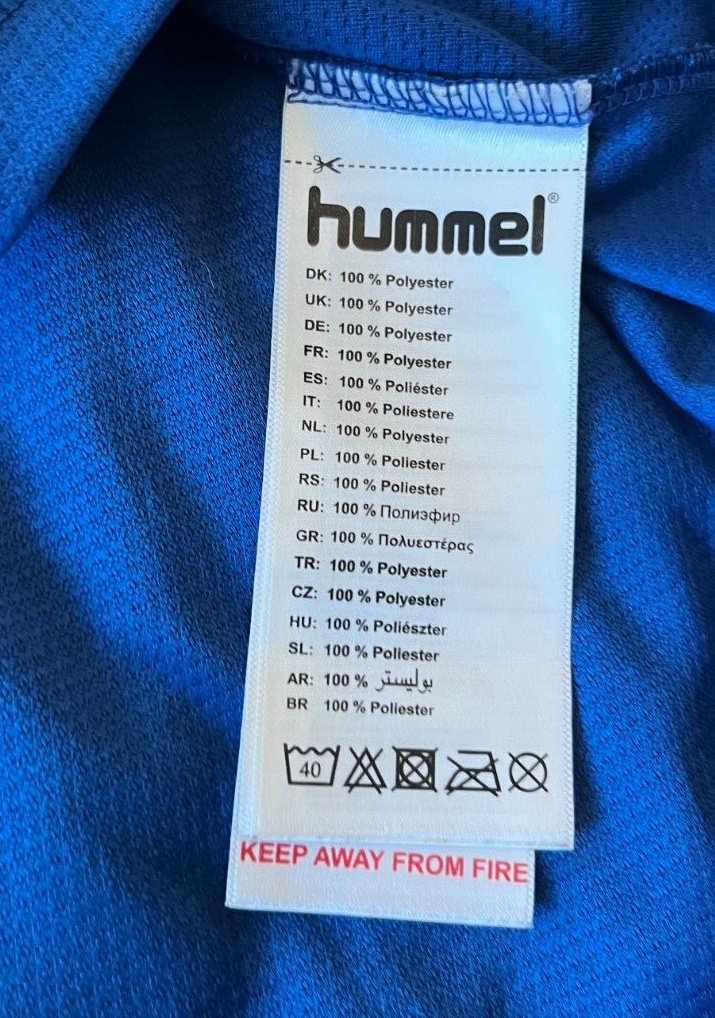 hummel®
DK: 100 % Polyester
UK: 100 % Polyester
DE: 100 % Polyester
FR: 100 % Polyester
ES: 100 % Poliéster
IT: 100 % Poliestere
NL: 100 % Polyester
PL: 100 % Poliester
RS: 100 % Poliester
RU: 100 % Полиэфир
GR: 100 % Πολυεστέρας
TR: 100 % Polyester
CZ: 100 % Polyester
HU: 100 % Poliészter
SL: 100 % Poliester
AR: 100 % بوليستر
BR 100 % Poliester
40
KEEP AWAY FROM FIRE